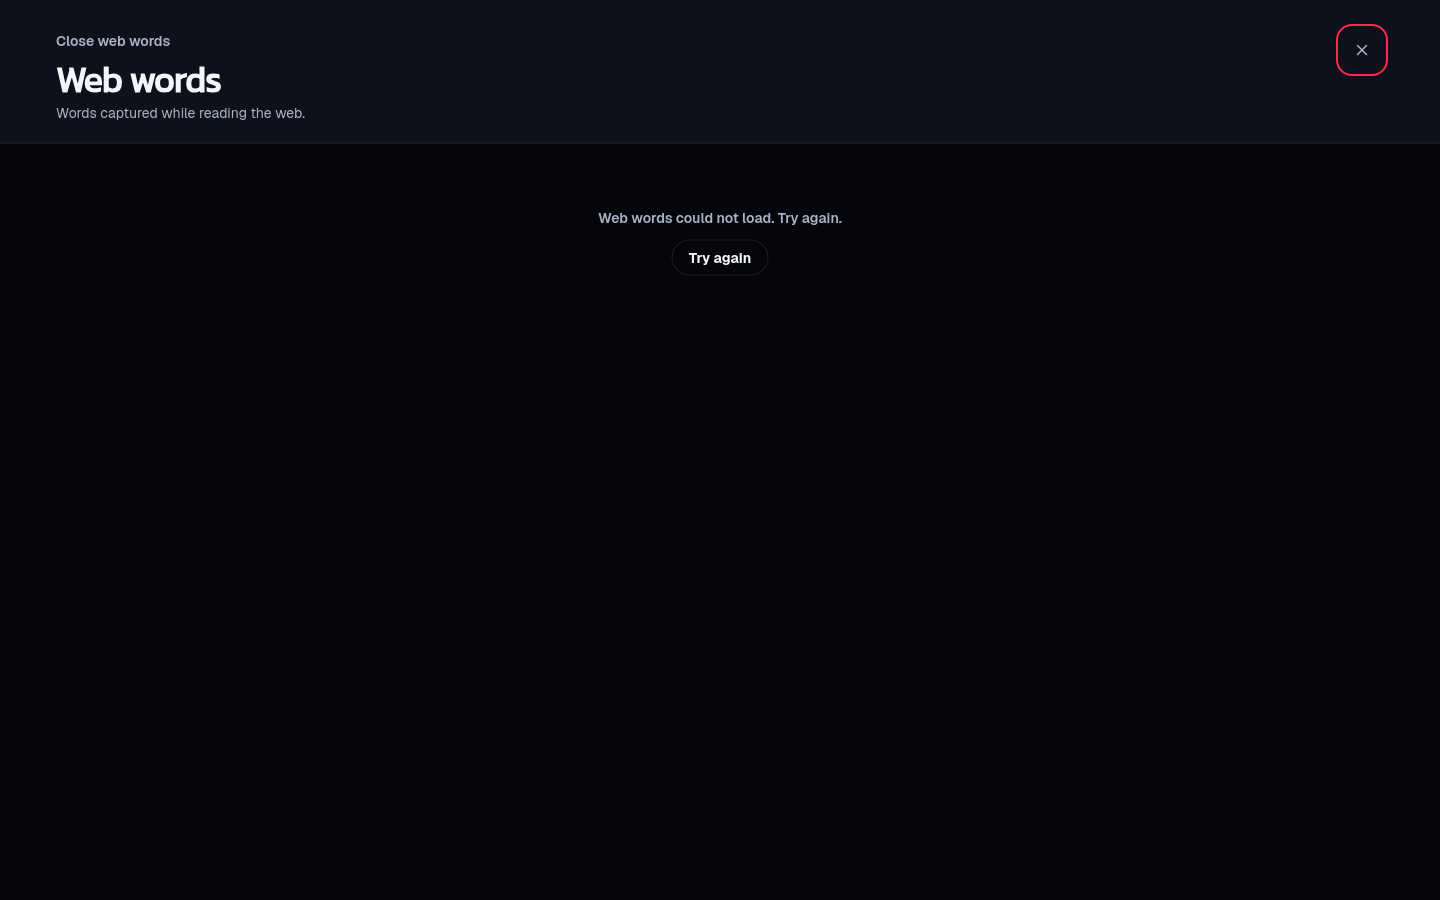 Close web words
Web words
Words captured while reading the web.
Web words could not load. Try again.
Try again